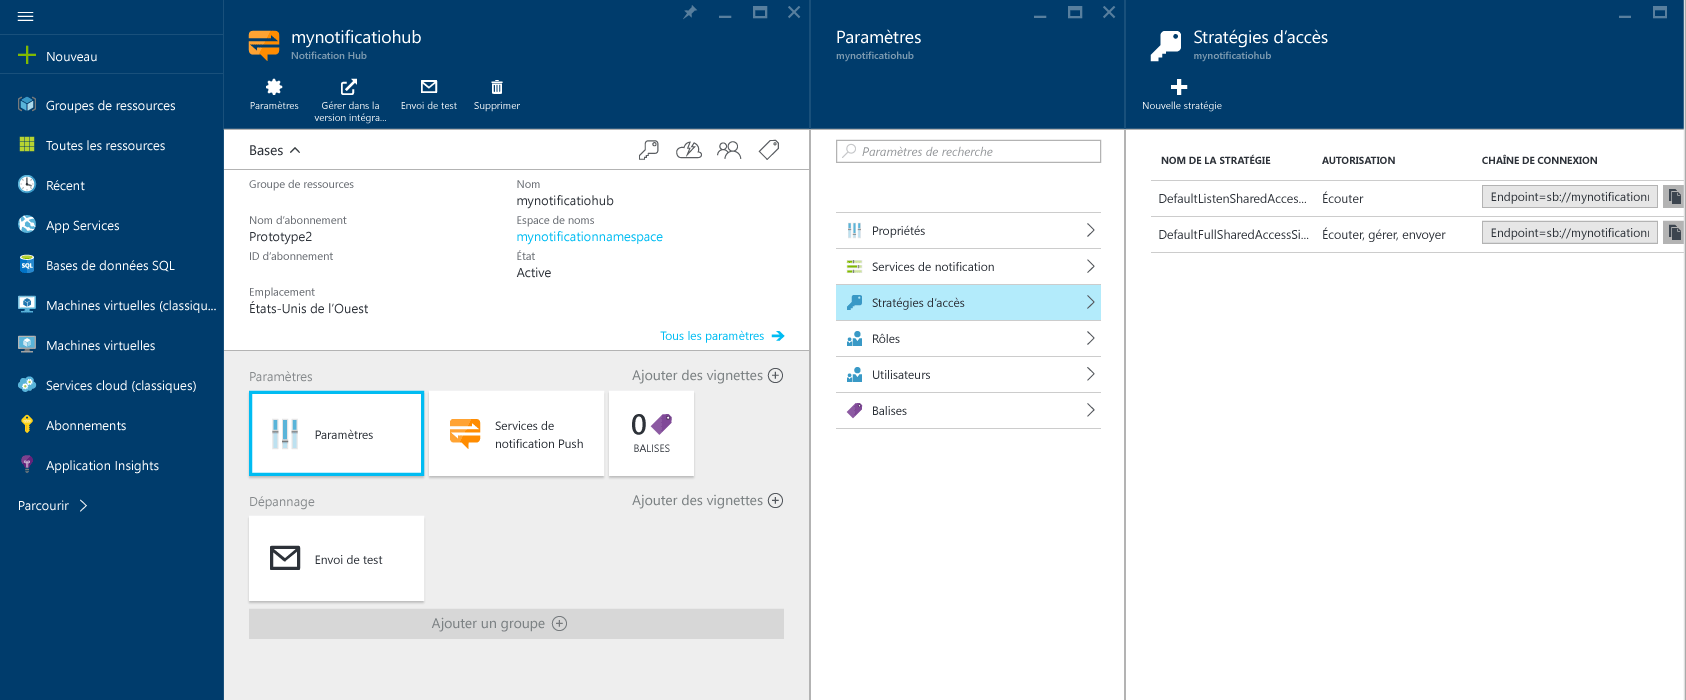 Nouveau
Groupes de ressources
Toutes les ressources
Récent
App Services
Bases de données SQL
Machines virtuelles (classiqu...
Machines virtuelles
Services cloud (classiques)
Abonnements
Application Insights
Parcourir
mynotificatiohub
Notification Hub
Paramètres
Gérer dans la
version intégra...
Envoi de test
Supprimer
Bases
Groupe de ressources
Nom
mynotificatiohub
Nom d'abonnement
Prototype2
Espace de noms
mynotificationnamespace
ID d'abonnement
État
Active
Emplacement
États-Unis de l'Ouest
Tous les paramètres
Paramètres
Ajouter des vignettes
Paramètres
Services de
notification Push
0
BALISES
Dépannage
Ajouter des vignettes
Envoi de test
Ajouter un groupe
Paramètres
mynotificatiohub
Paramètres de recherche
Propriétés
Services de notification
Stratégies d'accès
Rôles
Utilisateurs
Balises
Stratégies d'accès
mynotificatiohub
Nouvelle stratégie
NOM DE LA STRATÉGIE AUTORISATION CHAÎNE DE CONNEXION
DefaultListenSharedAcces... Écouter Endpoint=sb://mynotification
DefaultFullSharedAccessSi... Écouter, gérer, envoyer Endpoint=sb://mynotification